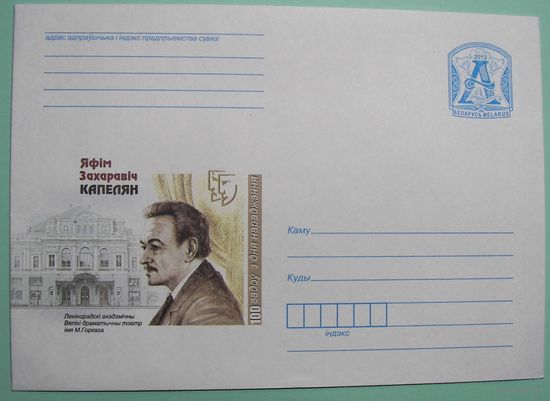 адрас адпраўшчыка і індэкс прадпрыемства сувязі
2012
А
БЕЛАРУСЬ BELARUS
Яфім
Захаравіч
КАПЕЛЯН
100 гадоў з дня нараджэння
Ленінградскі акадэмічны
Вялікі драматычны тэатр
імя М.Горкага
Каму
Куды
індэкс